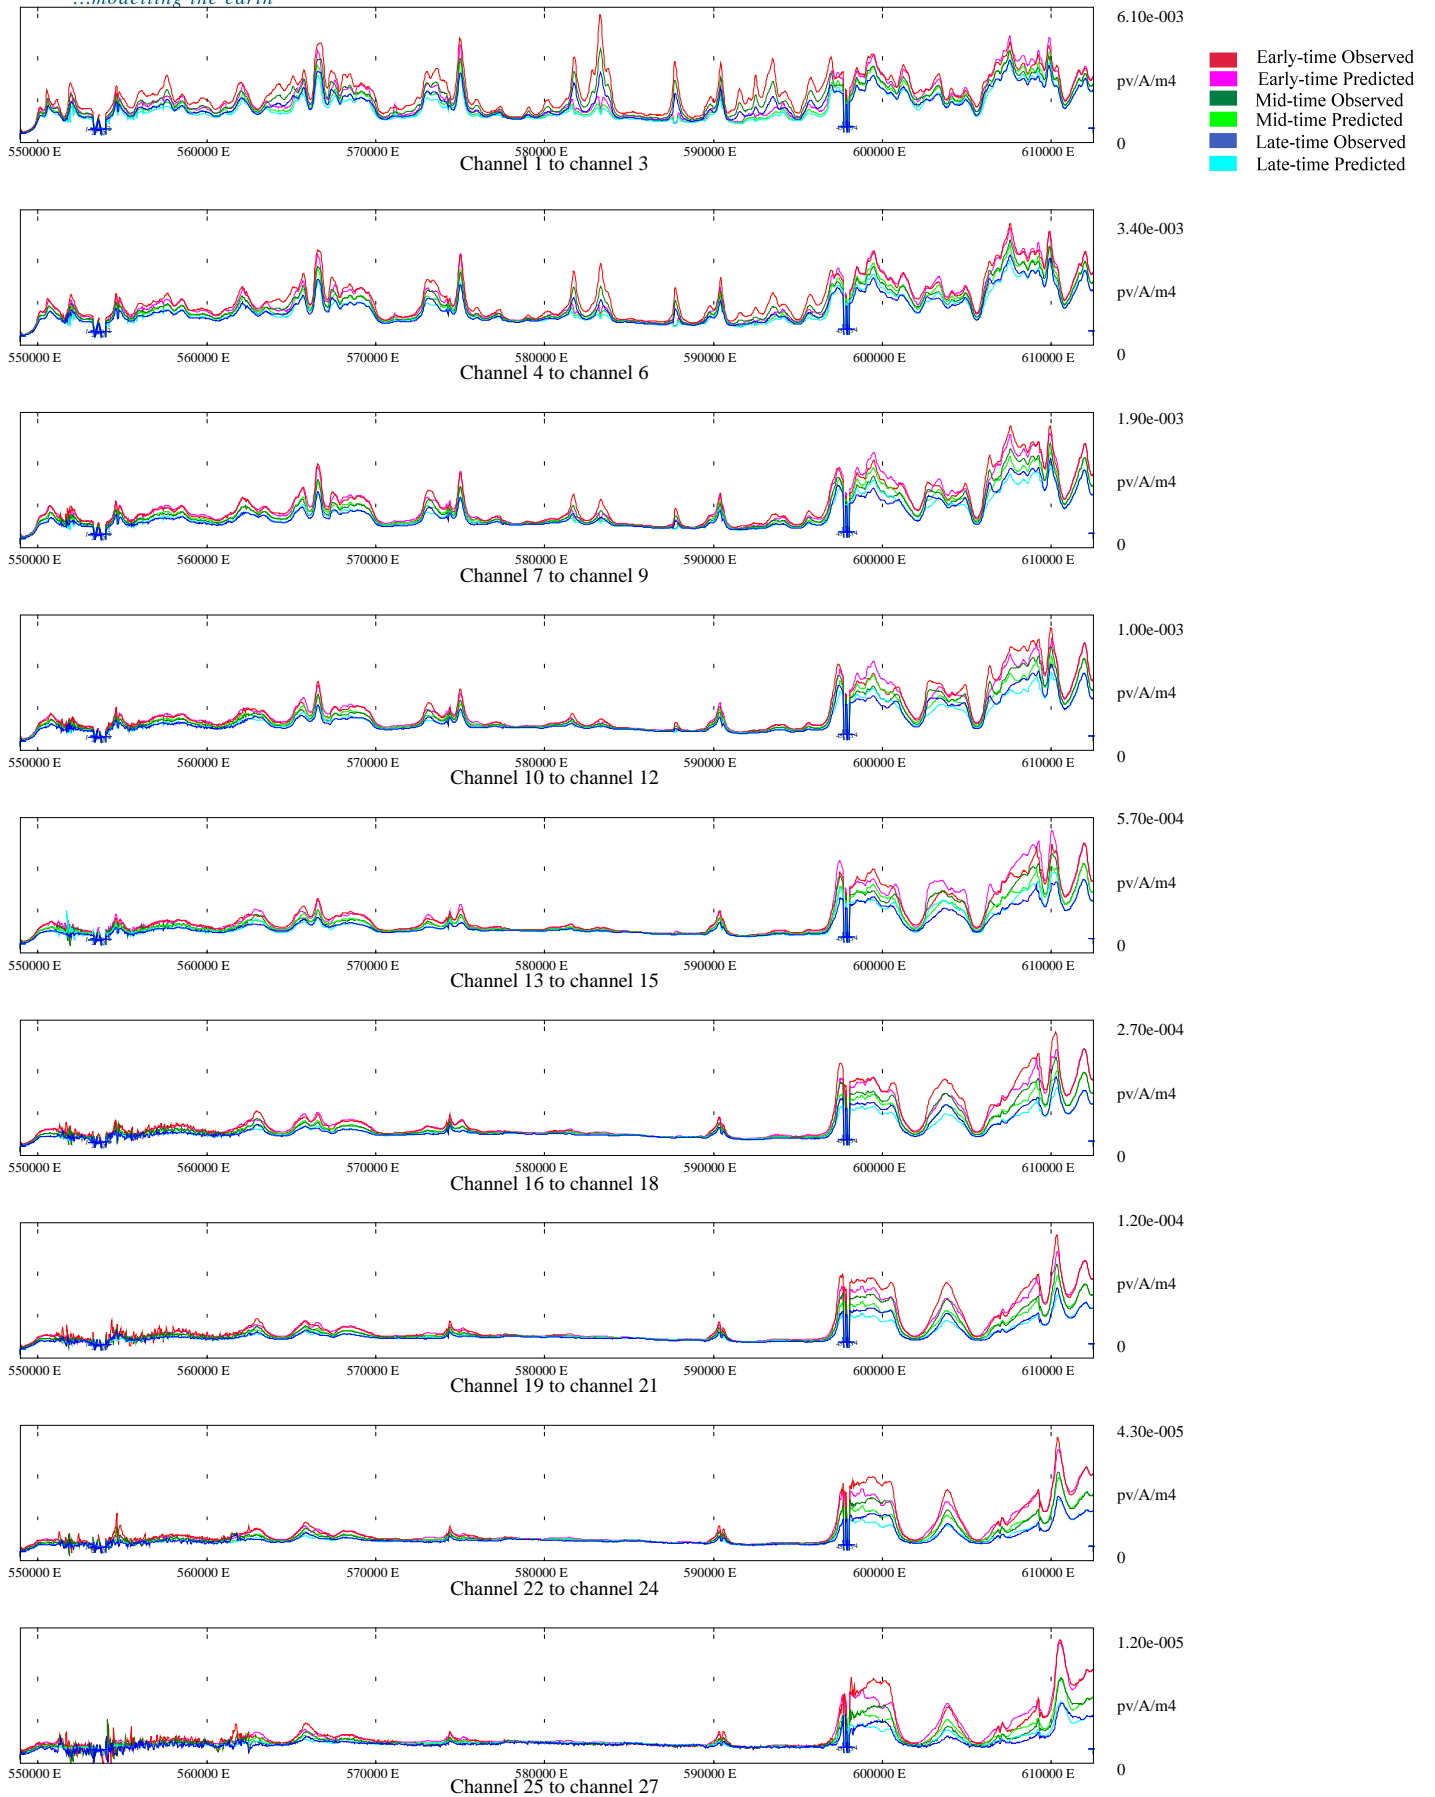 ...modelling the earth
6.10e-003
pv/A/m4
0
Early-time Observed
Early-time Predicted
Mid-time Observed
Mid-time Predicted
Late-time Observed
Late-time Predicted
550000 E 560000 E 570000 E 580000 E 590000 E 600000 E 610000 E
Channel 1 to channel 3
3.40e-003
pv/A/m4
0
550000 E 560000 E 570000 E 580000 E 590000 E 600000 E 610000 E
Channel 4 to channel 6
1.90e-003
pv/A/m4
0
550000 E 560000 E 570000 E 580000 E 590000 E 600000 E 610000 E
Channel 7 to channel 9
1.00e-003
pv/A/m4
0
550000 E 560000 E 570000 E 580000 E 590000 E 600000 E 610000 E
Channel 10 to channel 12
5.70e-004
pv/A/m4
0
550000 E 560000 E 570000 E 580000 E 590000 E 600000 E 610000 E
Channel 13 to channel 15
2.70e-004
pv/A/m4
0
550000 E 560000 E 570000 E 580000 E 590000 E 600000 E 610000 E
Channel 16 to channel 18
1.20e-004
pv/A/m4
0
550000 E 560000 E 570000 E 580000 E 590000 E 600000 E 610000 E
Channel 19 to channel 21
4.30e-005
pv/A/m4
0
550000 E 560000 E 570000 E 580000 E 590000 E 600000 E 610000 E
Channel 22 to channel 24
1.20e-005
pv/A/m4
0
550000 E 560000 E 570000 E 580000 E 590000 E 600000 E 610000 E
Channel 25 to channel 27